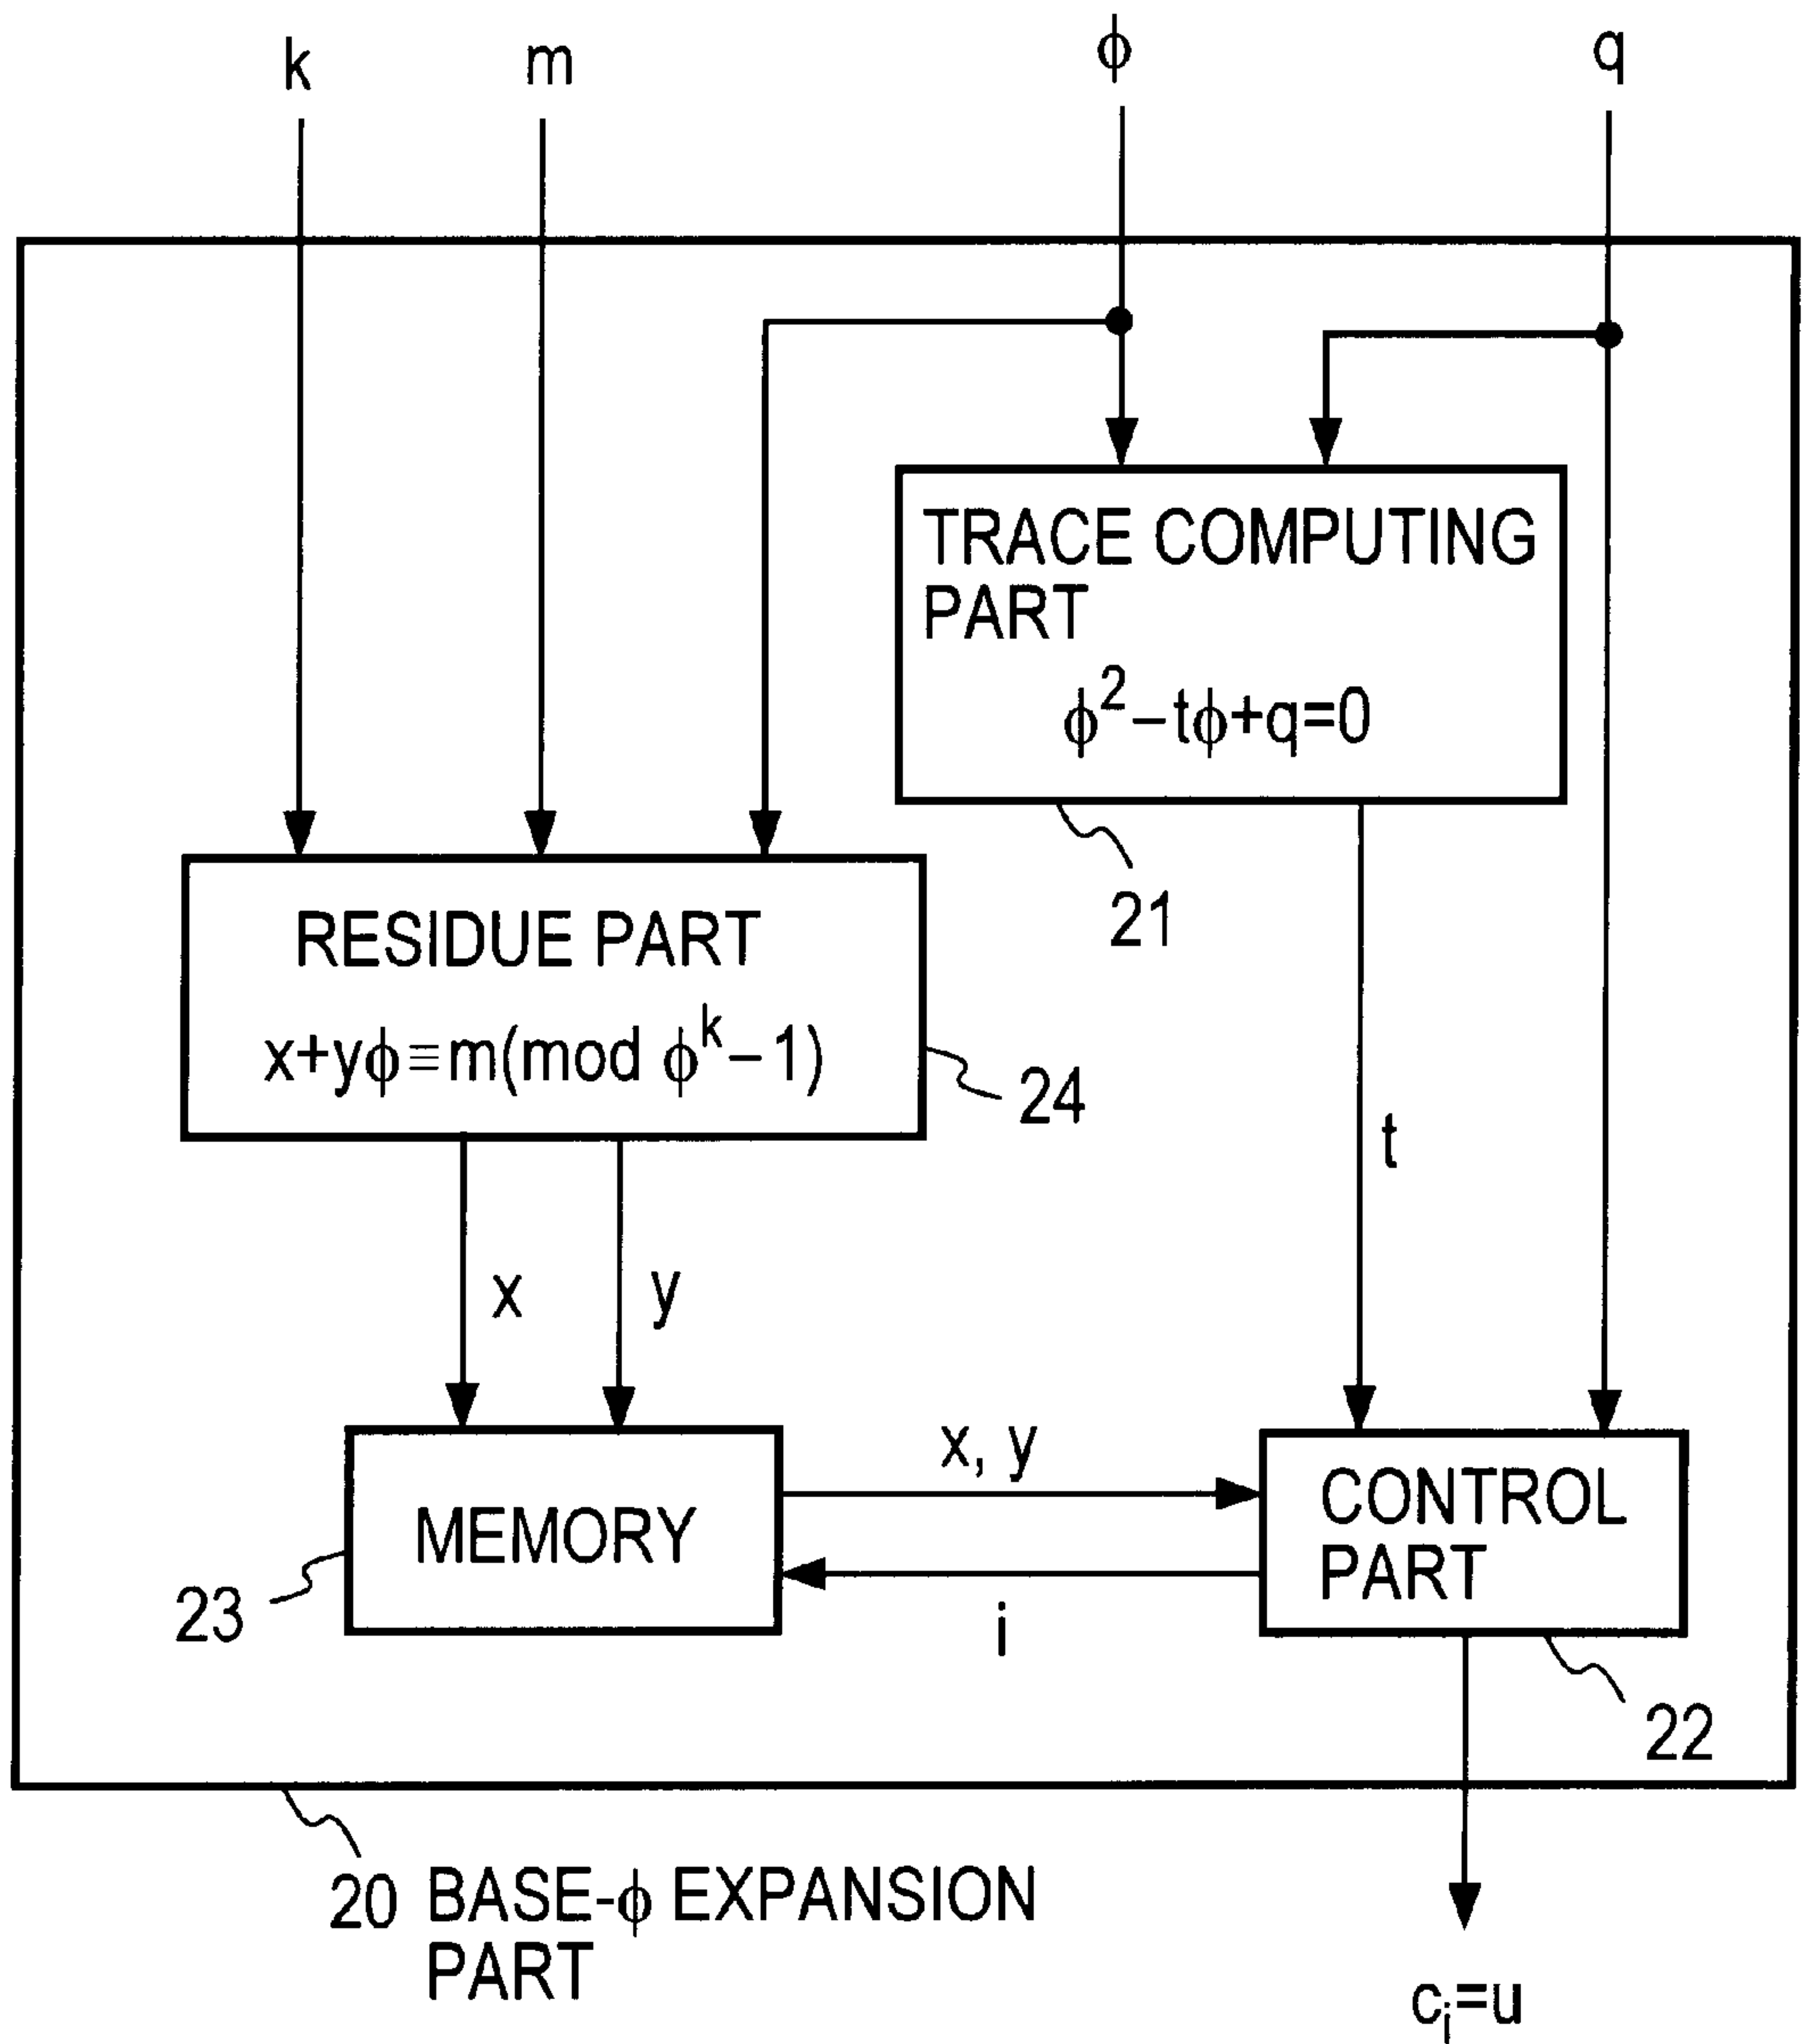 k
m
ϕ
q
TRACE COMPUTING
PART
ϕ²−tϕ+q=0
21
RESIDUE PART
x+yϕ≡m(mod ϕᵏ−1)
24
t
x
y
MEMORY
23
x, y
i
CONTROL
PART
22
20 BASE-ϕ EXPANSION
PART
cᵢ=u